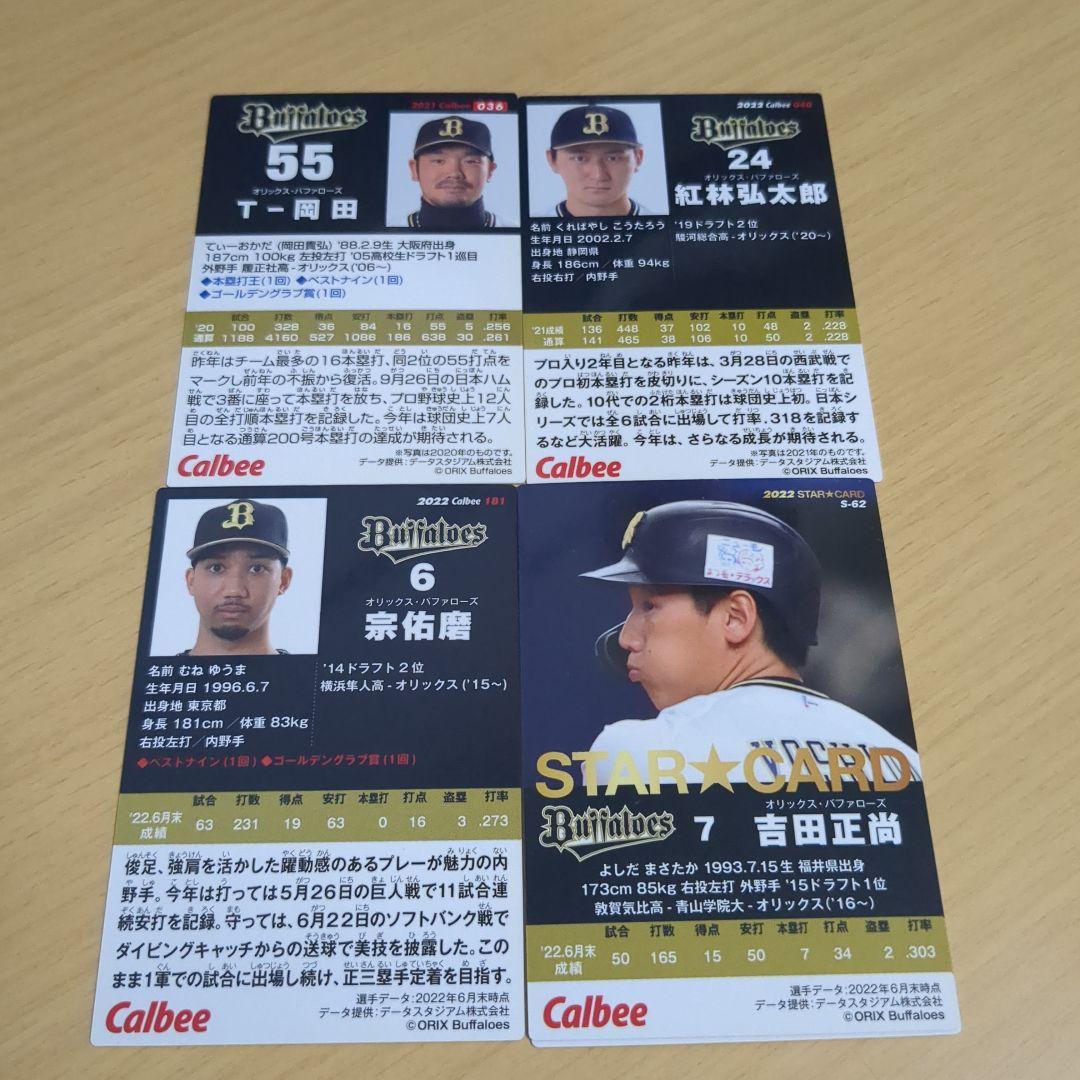 2021 Calbee 036
Buffaloes
55
オリックス・バファローズ
T-岡田
てぃーおかだ (岡田貴弘) '88.2.9生 大阪府出身
187cm 100kg 左投左打 '05高校生ドラフト1巡目
外野手 履正社高-オリックス('06~)
◆本塁打王(1回) ◆ベストナイン(1回)
◆ゴールデングラブ賞(1回)
試合 打数 得点 安打 本塁打 打点 盗塁 打率
'20 100 328 36 84 16 55 5 .256
通算 1188 4160 527 1086 186 638 30 .261
昨年はチーム最多の16本塁打、同2位の55打点を
マークし前年の不振から復活。9月26日の日本ハム
戦で3番に座って本塁打を放ち、プロ野球史上12人
目の全打順本塁打を記録した。今年は球団史上7人
目となる通算200号本塁打の達成が期待される。
※写真は2020年のものです。
データ提供:データスタジアム株式会社
Calbee
©ORIX Buffaloes
2022 Calbee 040
Buffaloes
24
オリックス・バファローズ
紅林弘太郎
名前 くればやし こうたろう
生年月日 2002.2.7
出身地 静岡県
身長 186cm/体重 94kg
右投右打/内野手
'19ドラフト2位
駿河総合高-オリックス('20~)
試合 打数 得点 安打 本塁打 打点 盗塁 打率
'21成績 136 448 37 102 10 48 2 .228
通算 141 465 38 106 10 50 2 .228
プロ入り2年目となる昨年は、3月28日の西武戦で
のプロ初本塁打を皮切りに、シーズン10本塁打を記
録した。10代での2桁本塁打は球団史上初。日本シ
リーズでは全6試合に出場して打率.318を記録す
るなど大活躍。今年は、さらなる成長が期待される。
※写真は2021年のものです。
データ提供:データスタジアム株式会社
Calbee
©ORIX Buffaloes
2022 Calbee 181
Buffaloes
6
オリックス・バファローズ
宗佑磨
名前 むね ゆうま
生年月日 1996.6.7
出身地 東京都
身長 181cm/体重 83kg
右投左打/内野手
'14ドラフト2位
横浜隼人高-オリックス('15~)
◆ベストナイン(1回) ◆ゴールデングラブ賞(1回)
試合 打数 得点 安打 本塁打 打点 盗塁 打率
'22.6月末
成績 63 231 19 63 0 16 3 .273
俊足、強肩を活かした躍動感のあるプレーが魅力の内
野手。今年は打っては5月26日の巨人戦で11試合連
続安打を記録。守っては、6月22日のソフトバンク戦で
ダイビングキャッチからの送球で美技を披露した。この
まま1軍での試合に出場し続け、正三塁手定着を目指す。
選手データ:2022年6月末時点
データ提供:データスタジアム株式会社
Calbee
©ORIX Buffaloes
2022 STAR★CARD
S-62
STAR★CARD
Buffaloes
7
オリックス・バファローズ
吉田正尚
よしだ まさたか 1993.7.15生 福井県出身
173cm 85kg 右投左打 外野手 '15ドラフト1位
敦賀気比高-青山学院大-オリックス('16~)
試合 打数 得点 安打 本塁打 打点 盗塁 打率
'22.6月末
成績 50 165 15 50 7 34 2 .303
選手データ:2022年6月末時点
データ提供:データスタジアム株式会社
Calbee
©ORIX Buffaloes